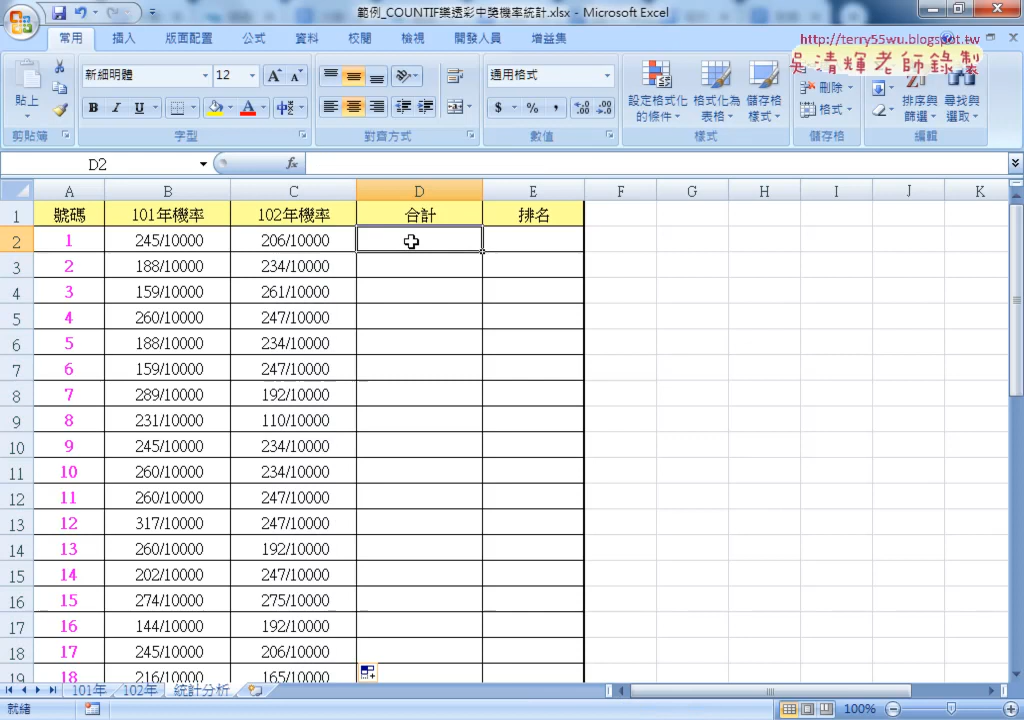 範例_COUNTIF樂透彩中獎機率統計.xlsx - Microsoft Excel
常用 插入 版面配置 公式 資料 校閱 檢視 開發人員 增益集
http://terry55wu.blogspot.tw
吳清輝老師錄製
新細明體 12
通用格式
貼上
B I U
$ % ,
設定格式化的條件 格式化為表格 儲存格樣式
刪除
格式
排序與篩選 尋找與選取
剪貼簿 字型 對齊方式 數值 樣式 儲存格 編輯
D2 fx
A B C D E F G H I J K
1 號碼 101年機率 102年機率 合計 排名
2 1 245/10000 206/10000
3 2 188/10000 234/10000
4 3 159/10000 261/10000
5 4 260/10000 247/10000
6 5 188/10000 234/10000
7 6 159/10000 247/10000
8 7 289/10000 192/10000
9 8 231/10000 110/10000
10 9 245/10000 234/10000
11 10 260/10000 234/10000
12 11 260/10000 247/10000
13 12 317/10000 247/10000
14 13 260/10000 192/10000
15 14 202/10000 247/10000
16 15 274/10000 275/10000
17 16 144/10000 192/10000
18 17 245/10000 206/10000
19 18 216/10000 165/10000
101年 102年 統計分析
就緒 100%